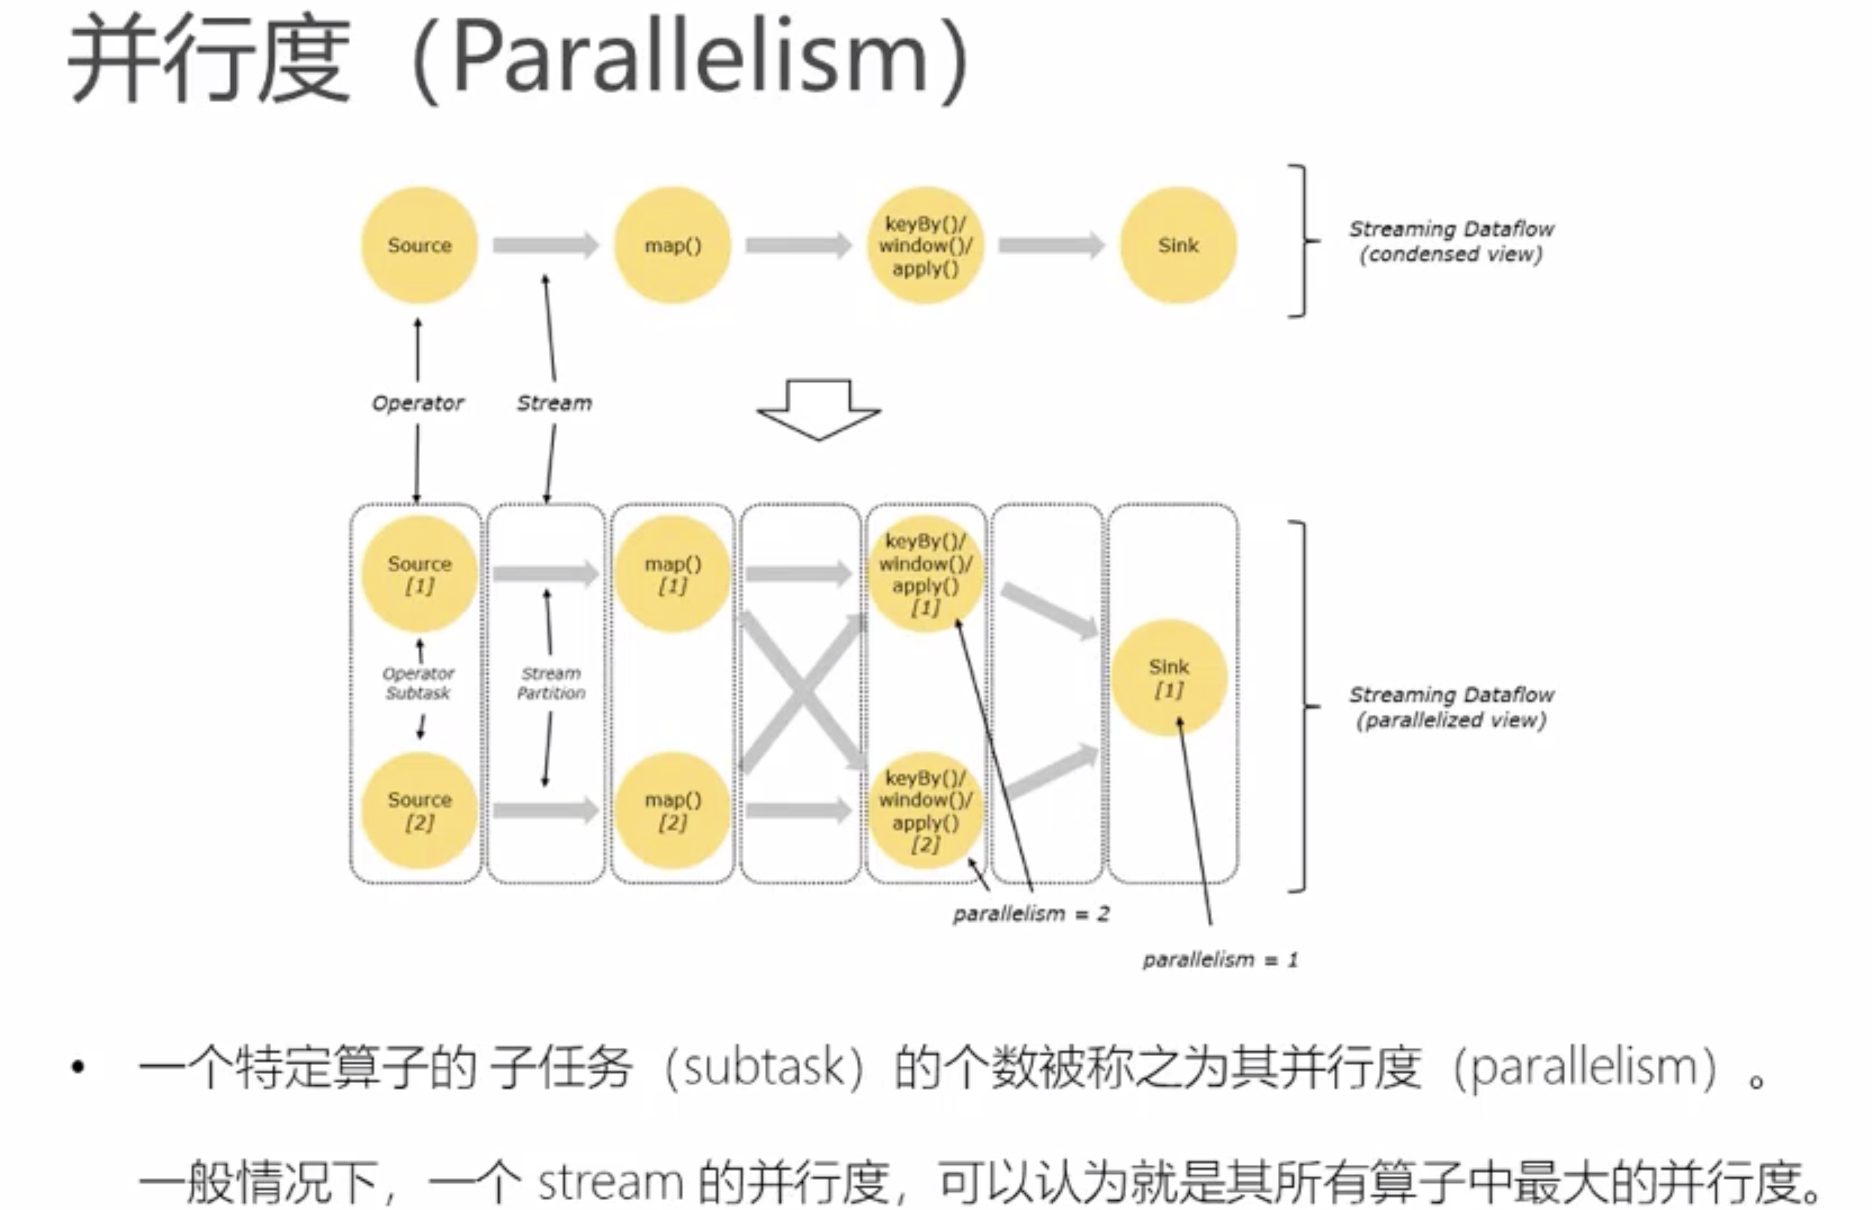 并行度（Parallelism）
Source
map()
keyBy()/
window()/
apply()
Sink
Streaming Dataflow
(condensed view)
Operator
Stream
Source
[1]
map()
[1]
keyBy()/
window()/
apply()
[1]
Operator
Subtask
Stream
Partition
Sink
[1]
Streaming Dataflow
(parallelized view)
Source
[2]
map()
[2]
keyBy()/
window()/
apply()
[2]
parallelism = 2
parallelism = 1
• 一个特定算子的 子任务（subtask）的个数被称之为其并行度（parallelism）。
一般情况下，一个 stream 的并行度，可以认为就是其所有算子中最大的并行度。